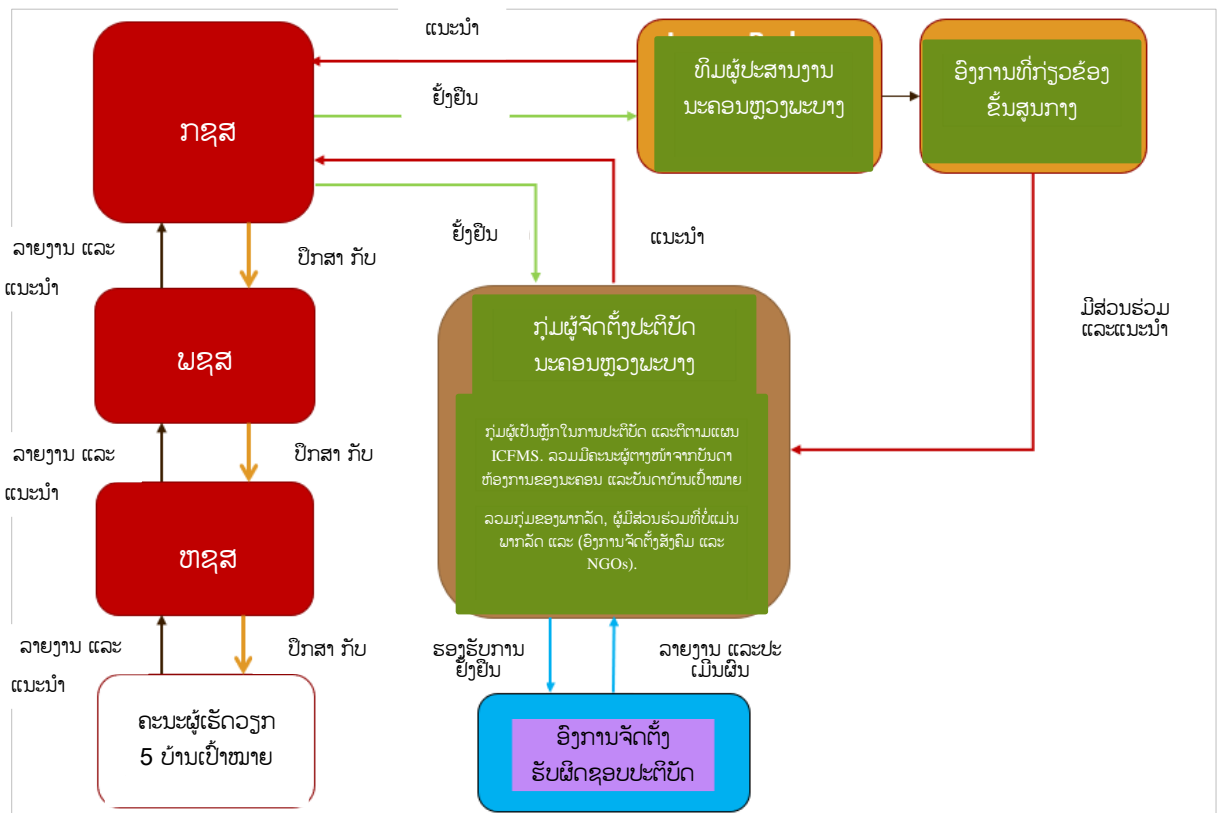 ແນະນຳ
ທິມຜູ້ປະສານງານ
ນະຄອນຫຼວງພະບາງ
ອົງການທີ່ກ່ຽວຂ້ອງ
ຂັ້ນສູນກາງ
ຢັ້ງຢືນ
ກຊສ
ຢັ້ງຢືນ
ແນະນຳ
ລາຍງານ ແລະ
ແນະນຳ
ປຶກສາ ກັບ
ມີສ່ວນຮ່ວມ
ແລະແນະນຳ
ພຊສ
ກຸ່ມຜູ້ຈັດຕັ້ງປະຕິບັດ
ນະຄອນຫຼວງພະບາງ
ກຸ່ມຜູ້ເປັນຫຼັກໃນການປະຕິບັດ ແລະຕິຕາມແຜນ
ICFMS. ລວມມີຄະນະຜູ້ຕາງໜ້າຈາກບັນດາ
ຫ້ອງການຂອງນະຄອນ ແລະບັນດາບ້ານເປົ້າໝາຍ
ລວມກຸ່ມຂອງພາກລັດ, ຜູ້ມີສ່ວນຮ່ວມທີ່ບໍ່ແມ່ນ
ພາກລັດ ແລະ (ອົງການຈັດຕັ້ງສັງຄົມ ແລະ
NGOs).
ລາຍງານ ແລະ
ແນະນຳ
ປຶກສາ ກັບ
ຫຊສ
ລາຍງານ ແລະ
ແນະນຳ
ປຶກສາ ກັບ
ຮອງຮັບການ
ຢັ້ງຢືນ
ລາຍງານ ແລະປະ
ເມີນຜົນ
ຄະນະຜູ້ເຮັດວຽກ
5 ບ້ານເປົ້າໝາຍ
ອົງການຈັດຕັ້ງ
ຮັບຜິດຊອບປະຕິບັດ